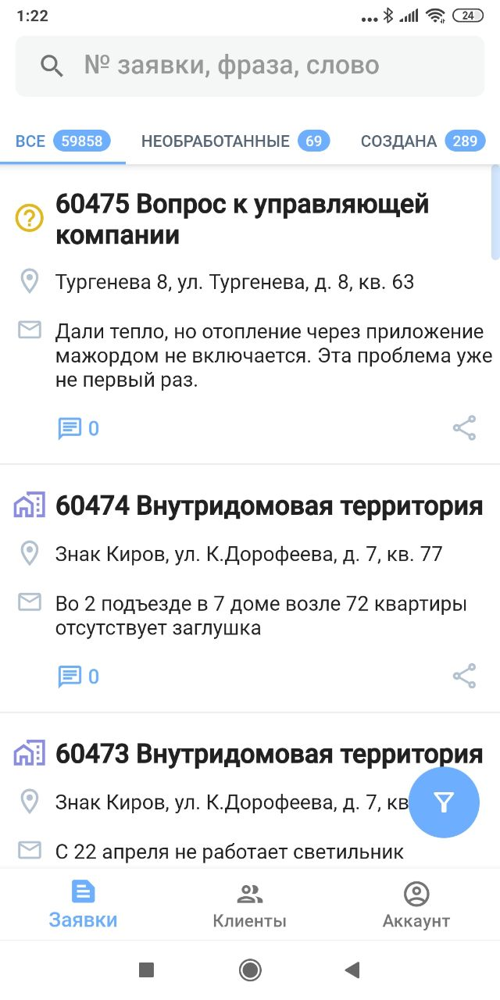 1:22
24
№ заявки, фраза, слово
ВСЕ 59858 НЕОБРАБОТАННЫЕ 69 СОЗДАНА 289
60475 Вопрос к управляющей
компании
Тургенева 8, ул. Тургенева, д. 8, кв. 63
Дали тепло, но отопление через приложение
мажордом не включается. Эта проблема уже
не первый раз.
0
60474 Внутридомовая территория
Знак Киров, ул. К.Дорофеева, д. 7, кв. 77
Во 2 подъезде в 7 доме возле 72 квартиры
отсутствует заглушка
0
60473 Внутридомовая территория
Знак Киров, ул. К.Дорофеева, д. 7, кв
С 22 апреля не работает светильник
Заявки Клиенты Аккаунт